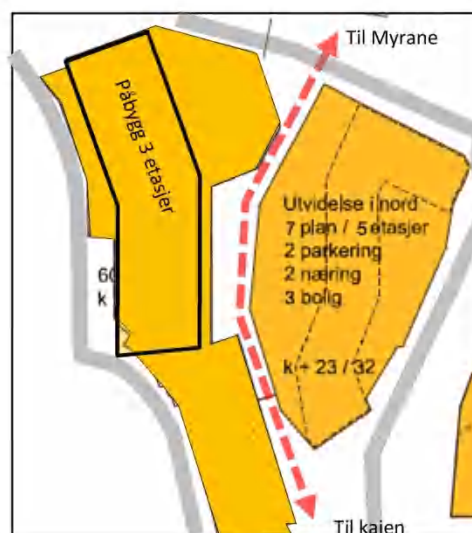 Til Myrane
Påbygg 3 etasjer
Utvidelse i nord
7 plan / 5 etasjer
2 parkering
2 næring
3 bolig
60
k
k + 23 / 32
Til kaien